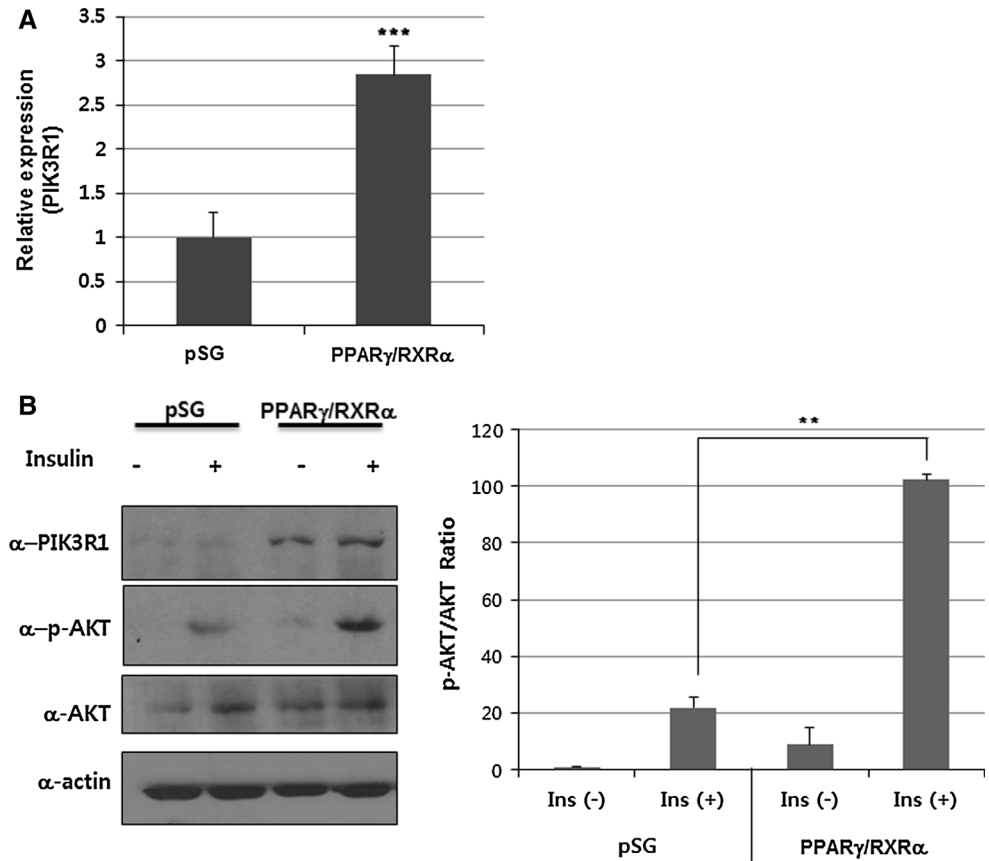 A
Relative expression
(PIK3R1)
3.5
***
3
2.5
2
1.5
1
0.5
0
pSG
PPARγ/RXRα
B
pSG
PPARγ/RXRα
Insulin
-
+
-
+
α–PIK3R1
α–p-AKT
α-AKT
α-actin
p-AKT/AKT Ratio
120
**
100
80
60
40
20
0
Ins (-)
Ins (+)
Ins (-)
Ins (+)
pSG
PPARγ/RXRα